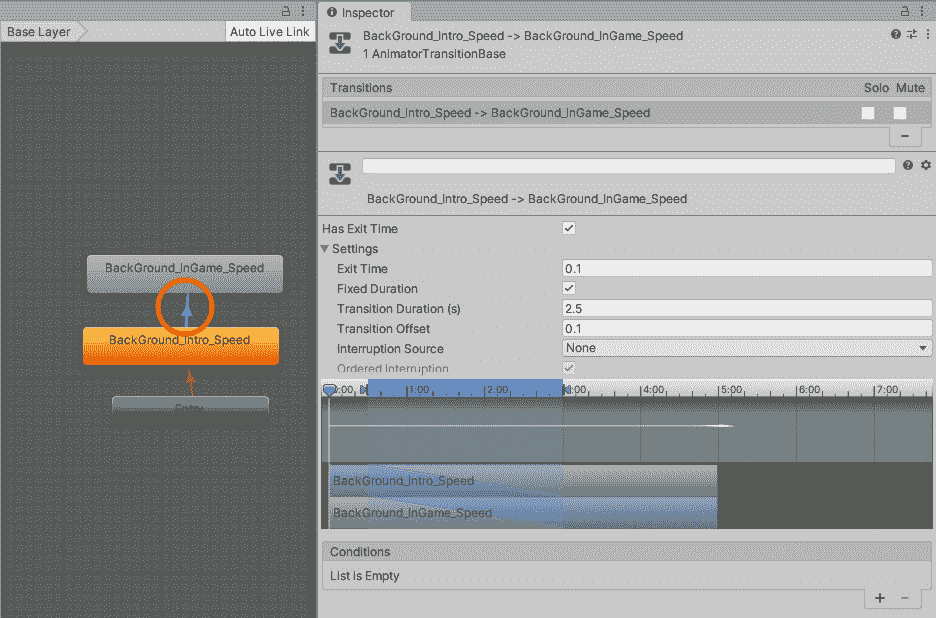 Inspector
Base Layer
Auto Live Link
BackGround_Intro_Speed -> BackGround_InGame_Speed
1 AnimatorTransitionBase
Transitions
Solo Mute
BackGround_Intro_Speed -> BackGround_InGame_Speed
BackGround_Intro_Speed -> BackGround_InGame_Speed
Has Exit Time
Settings
Exit Time
0.1
Fixed Duration
Transition Duration (s)
2.5
Transition Offset
0.1
Interruption Source
None
Ordered Interruption
0:00 1:00 2:00 3:00 4:00 5:00 7:00
BackGround_Intro_Speed
BackGround_InGame_Speed
Conditions
List is Empty
BackGround_InGame_Speed
BackGround_Intro_Speed
Entry